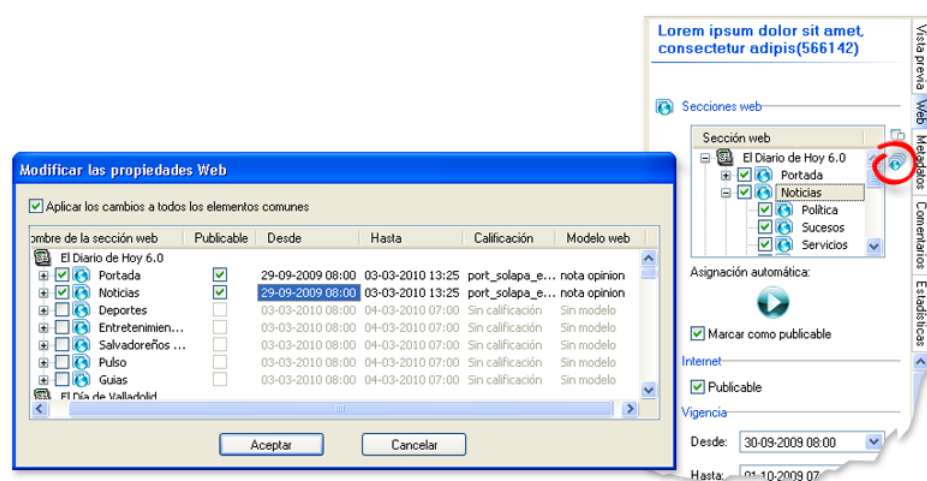 Lorem ipsum dolor sit amet,
consectetur adipis(566142)
Vista previa
Web
Metadatos
Comentarios
Estadísticas
Secciones web
Sección web
El Diario de Hoy 6.0
Portada
Noticias
Política
Sucesos
Servicios
Asignación automática:
Marcar como publicable
Internet
Publicable
Vigencia
Desde: 30-09-2009 08:00
Hasta: 01-10-2009 07
Modificar las propiedades Web
Aplicar los cambios a todos los elementos comunes
ombre de la sección web Publicable Desde Hasta Calificación Modelo web
El Diario de Hoy 6.0
Portada 29-09-2009 08:00 03-03-2010 13:25 port_solapa_e... nota opinion
Noticias 29-09-2009 08:00 03-03-2010 13:25 port_solapa_e... nota opinion
Deportes 03-03-2010 08:00 04-03-2010 07:00 Sin calificación Sin modelo
Entretenimien... 03-03-2010 08:00 04-03-2010 07:00 Sin calificación Sin modelo
Salvadoreños ... 03-03-2010 08:00 04-03-2010 07:00 Sin calificación Sin modelo
Pulso 03-03-2010 08:00 04-03-2010 07:00 Sin calificación Sin modelo
Guias 03-03-2010 08:00 04-03-2010 07:00 Sin calificación Sin modelo
El Día de Valladolid
Aceptar Cancelar